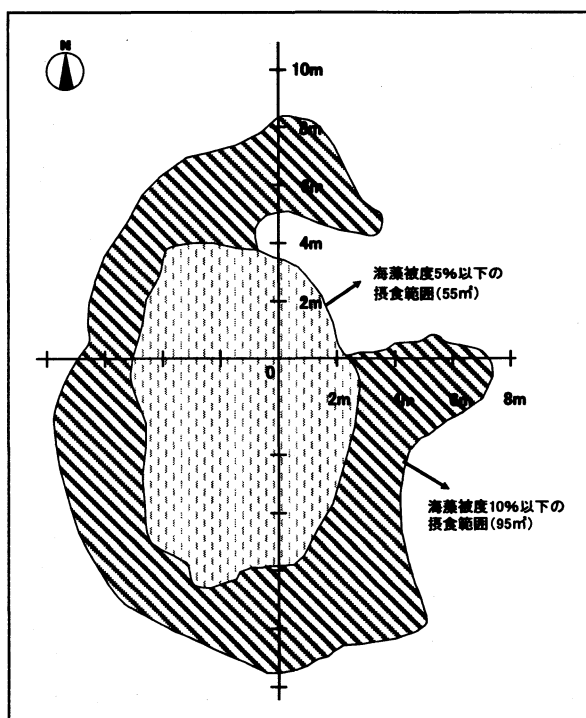 N
10m
8m
6m
4m
海藻被度5%以下の
摂食範囲(55㎡)
2m
0
2m
4m
6m
8m
海藻被度10%以下の
摂食範囲(95㎡)